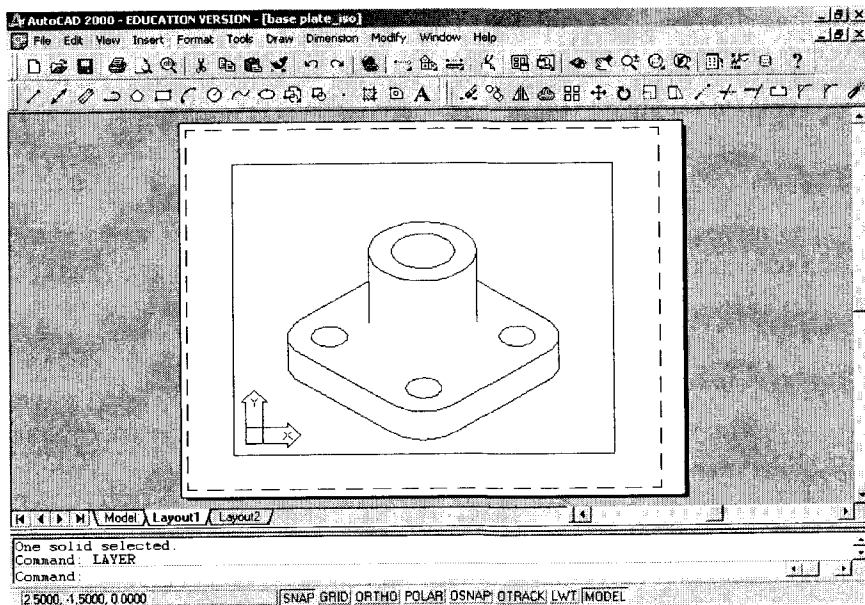 AutoCAD 2000 - EDUCATION VERSION - [base plate_iso]
File Edit View Insert Format Tools Draw Dimension Modify Window Help
Y
X
Model Layout1 Layout2
One solid selected.
Command: LAYER
Command:
2.5000, -1.5000, 0.0000 SNAP GRID ORTHO POLAR OSNAP OTRACK LWT MODEL